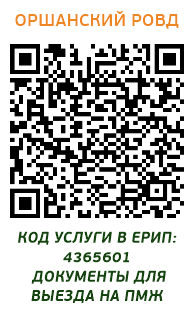 ОРШАНСКИЙ РОВД
КОД УСЛУГИ В ЕРИП:
4365601
ДОКУМЕНТЫ ДЛЯ
ВЫЕЗДА НА ПМЖ